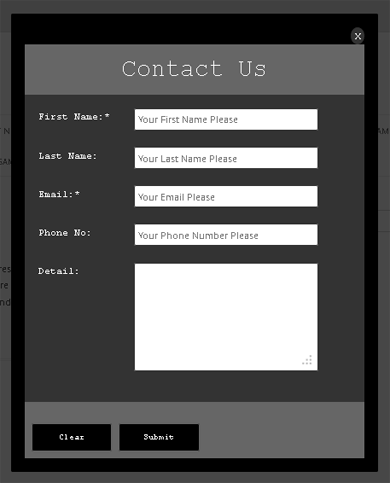 x
Contact Us
First Name:*
Your First Name Please
Last Name:
Your Last Name Please
Email:*
Your Email Please
Phone No:
Your Phone Number Please
Detail:
Clear
Submit